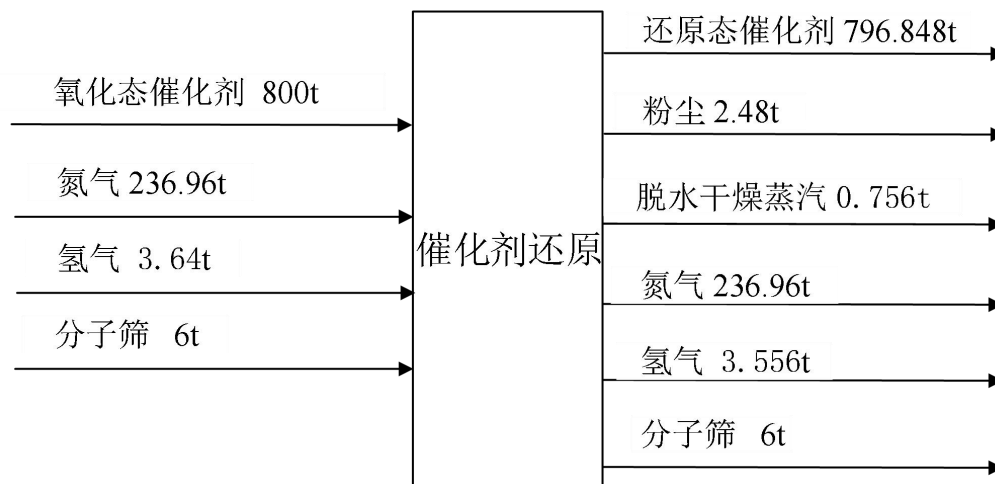 氧化态催化剂 800t
氮气 236.96t
氢气 3.64t
分子筛 6t
催化剂还原
还原态催化剂 796.848t
粉尘 2.48t
脱水干燥蒸汽 0.756t
氮气 236.96t
氢气 3.556t
分子筛 6t